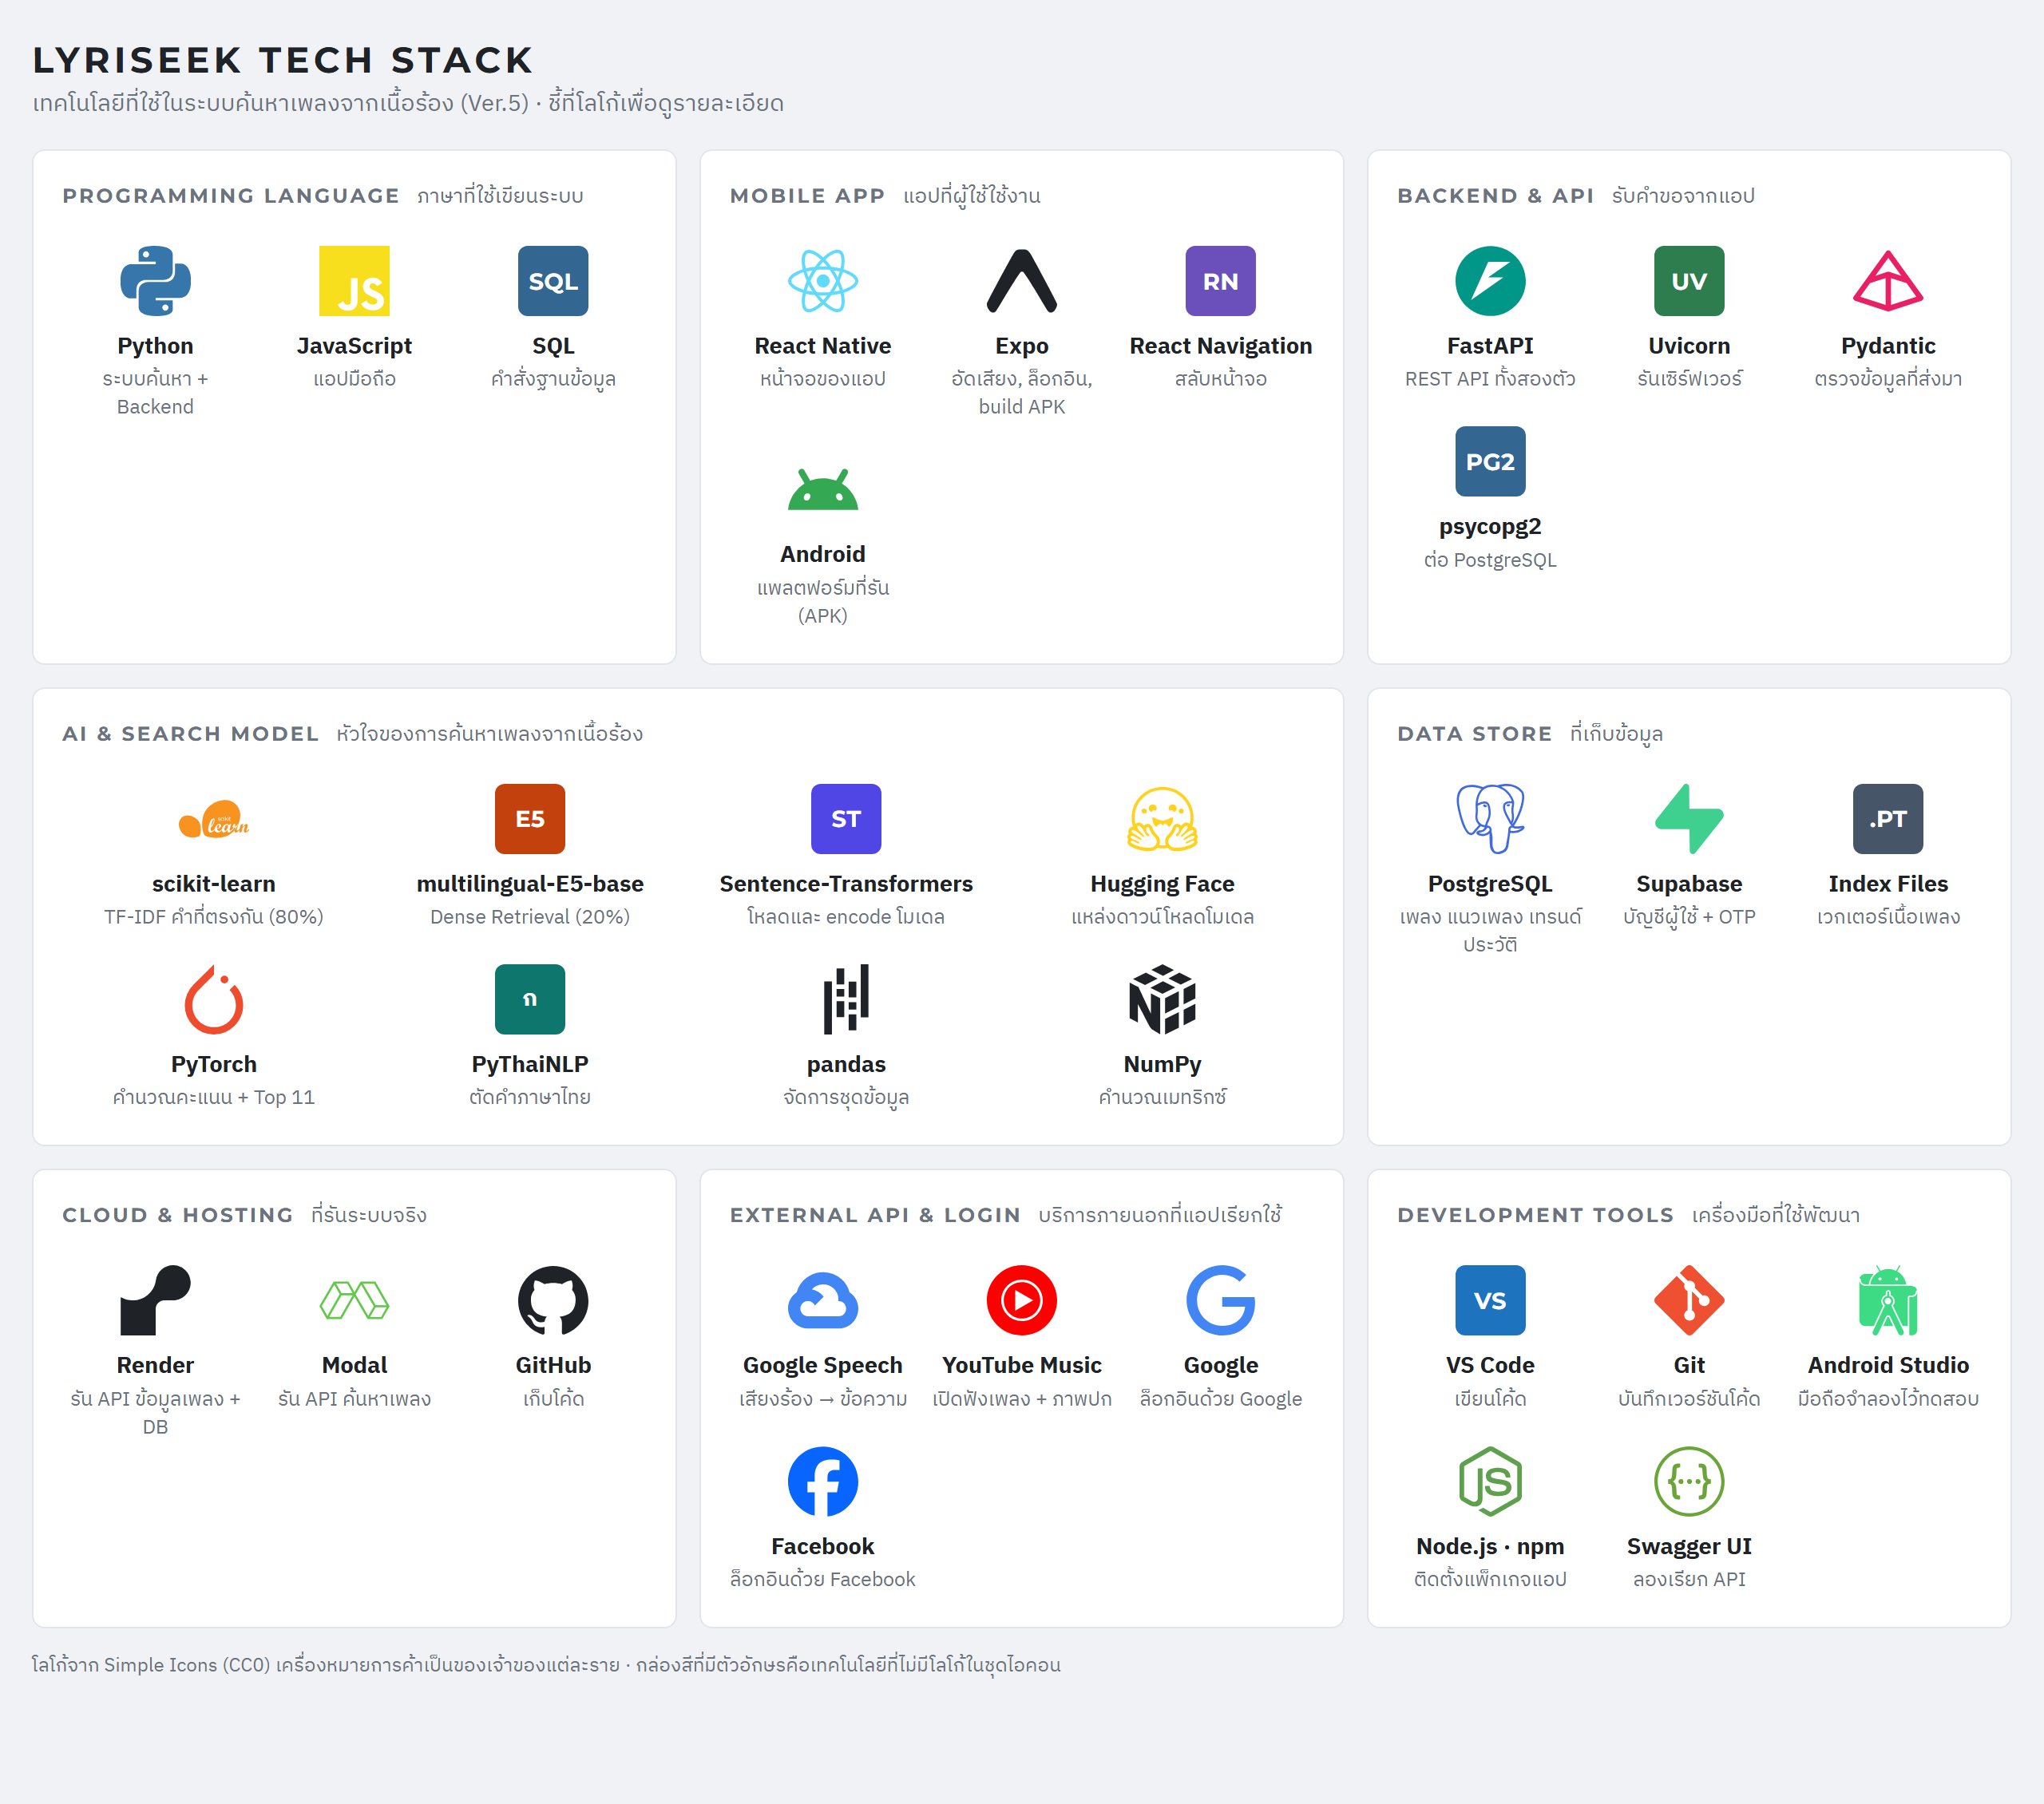 LYRISEEK TECH STACK
เทคโนโลยีที่ใช้ในระบบค้นหาเพลงจากเนื้อร้อง (Ver.5) · ชี้ที่โลโก้เพื่อดูรายละเอียด
PROGRAMMING LANGUAGE ภาษาที่ใช้เขียนระบบ
JS
SQL
Python
JavaScript
SQL
ระบบค้นหา +
Backend
แอปมือถือ
คำสั่งฐานข้อมูล
MOBILE APP แอปที่ผู้ใช้ใช้งาน
RN
React Native
Expo
React Navigation
หน้าจอของแอป
อัดเสียง, ล็อกอิน,
build APK
สลับหน้าจอ
Android
แพลตฟอร์มที่รัน
(APK)
BACKEND & API รับคำขอจากแอป
UV
FastAPI
Uvicorn
Pydantic
REST API ทั้งสองตัว
รันเซิร์ฟเวอร์
ตรวจข้อมูลที่ส่งมา
PG2
psycopg2
ต่อ PostgreSQL
AI & SEARCH MODEL หัวใจของการค้นหาเพลงจากเนื้อร้อง
scikit
learn
E5
ST
scikit-learn
multilingual-E5-base
Sentence-Transformers
Hugging Face
TF-IDF คำที่ตรงกัน (80%)
Dense Retrieval (20%)
โหลดและ encode โมเดล
แหล่งดาวน์โหลดโมเดล
ก
N
PyTorch
PyThaiNLP
pandas
NumPy
คำนวณคะแนน + Top 11
ตัดคำภาษาไทย
จัดการชุดข้อมูล
คำนวณเมทริกซ์
DATA STORE ที่เก็บข้อมูล
.PT
PostgreSQL
Supabase
Index Files
เพลง แนวเพลง เทรนด์
ประวัติ
บัญชีผู้ใช้ + OTP
เวกเตอร์เนื้อเพลง
CLOUD & HOSTING ที่รันระบบจริง
Render
Modal
GitHub
รัน API ข้อมูลเพลง +
DB
รัน API ค้นหาเพลง
เก็บโค้ด
EXTERNAL API & LOGIN บริการภายนอกที่แอปเรียกใช้
G
Google Speech
YouTube Music
Google
เสียงร้อง → ข้อความ
เปิดฟังเพลง + ภาพปก
ล็อกอินด้วย Google
f
Facebook
ล็อกอินด้วย Facebook
DEVELOPMENT TOOLS เครื่องมือที่ใช้พัฒนา
VS
VS Code
Git
Android Studio
เขียนโค้ด
บันทึกเวอร์ชันโค้ด
มือถือจำลองไว้ทดสอบ
JS
{···}
Node.js · npm
Swagger UI
ติดตั้งแพ็กเกจแอป
ลองเรียก API
โลโก้จาก Simple Icons (CC0) เครื่องหมายการค้าเป็นของเจ้าของแต่ละราย · กล่องสีที่มีตัวอักษรคือเทคโนโลยีที่ไม่มีโลโก้ในชุดไอคอน